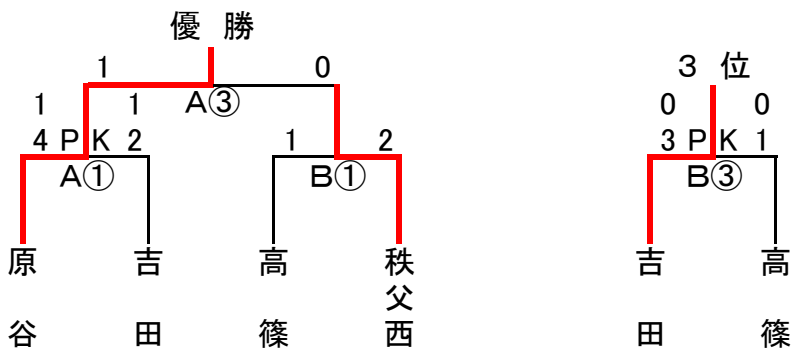 優 勝
1 0
A③
1 1
4 P K 2
A①
1 2
B①
原谷
吉田
高篠
秩父西
3 位
0 0
3 P K 1
B③
吉田
高篠